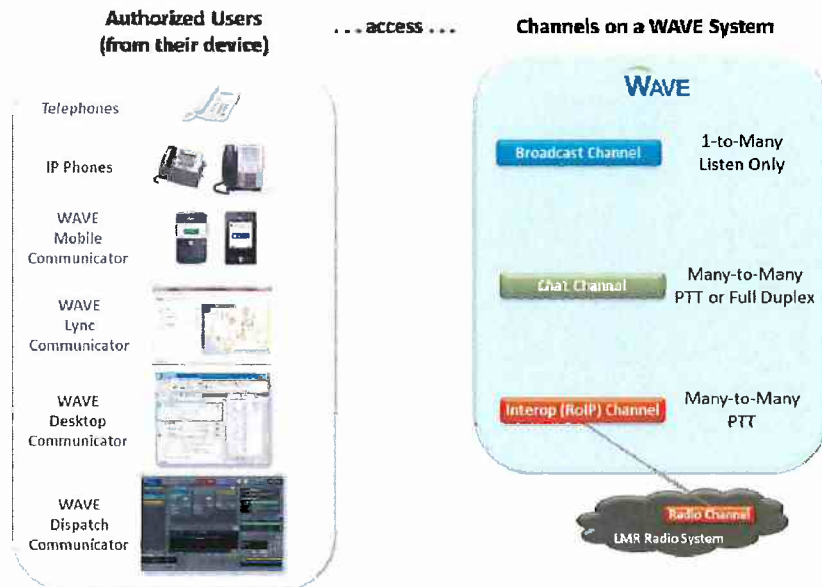 Authorized Users
(from their device)
. . . access . . .
Channels on a WAVE System
Telephones
IP Phones
WAVE
Mobile
Communicator
WAVE
Lync
Communicator
WAVE
Desktop
Communicator
WAVE
Dispatch
Communicator
WAVE
Broadcast Channel
1-to-Many
Listen Only
Chat Channel
Many-to-Many
PTT or Full Duplex
Interop (RoIP) Channel
Many-to-Many
PTT
Radio Channel
LMR Radio System